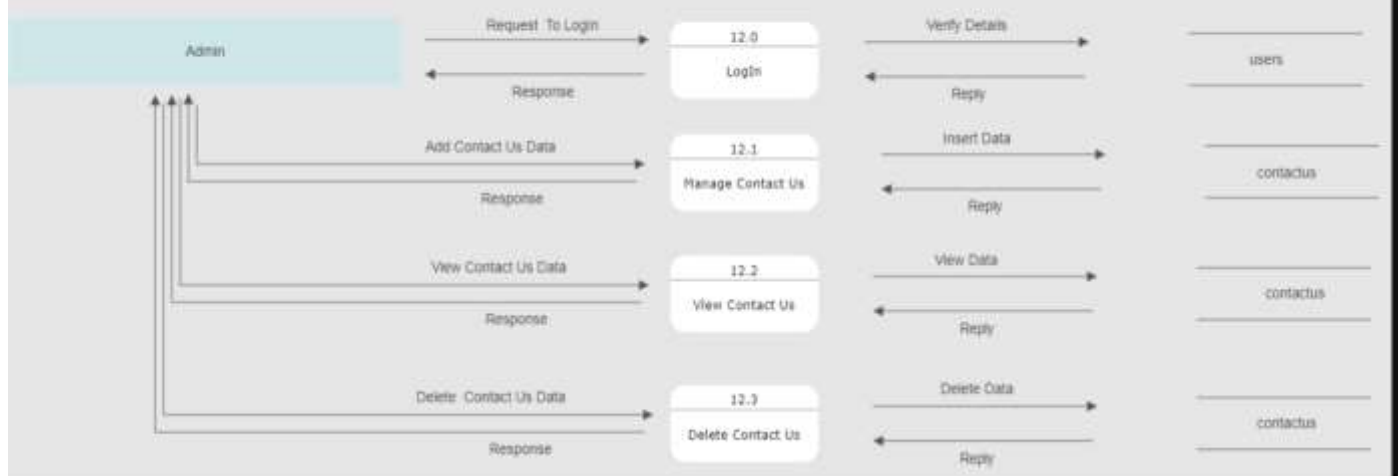 Request To Login
12.0
Verify Details
Admin
LogIn
users
Response
Reply
Add Contact Us Data
12.1
Insert Data
Manage Contact Us
contactus
Response
Reply
View Contact Us Data
12.2
View Data
View Contact Us
contactus
Response
Reply
Delete Contact Us Data
12.3
Delete Data
Delete Contact Us
contactus
Response
Reply